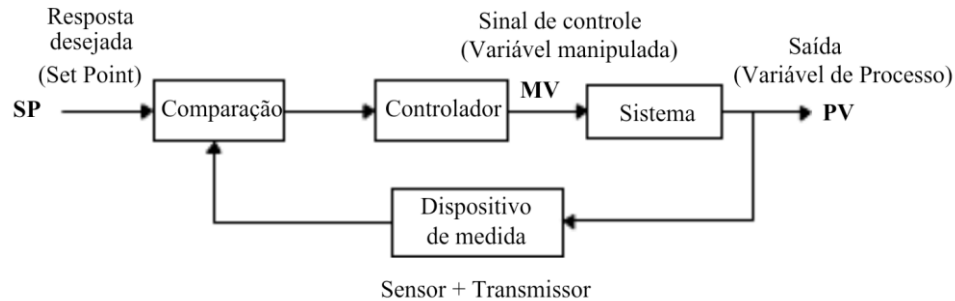 Resposta
desejada
(Set Point)
Sinal de controle
(Variável manipulada)
Saída
(Variável de Processo)
SP
Comparação
Controlador
MV
Sistema
PV
Dispositivo
de medida
Sensor + Transmissor